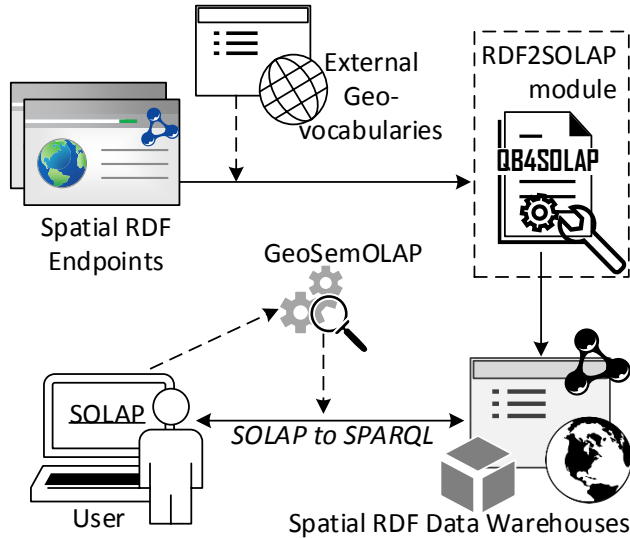 External
Geo-
vocabularies
RDF2SOLAP
module
QB4SOLAP
Spatial RDF
Endpoints
GeoSemOLAP
SOLAP
SOLAP to SPARQL
User
Spatial RDF Data Warehouses